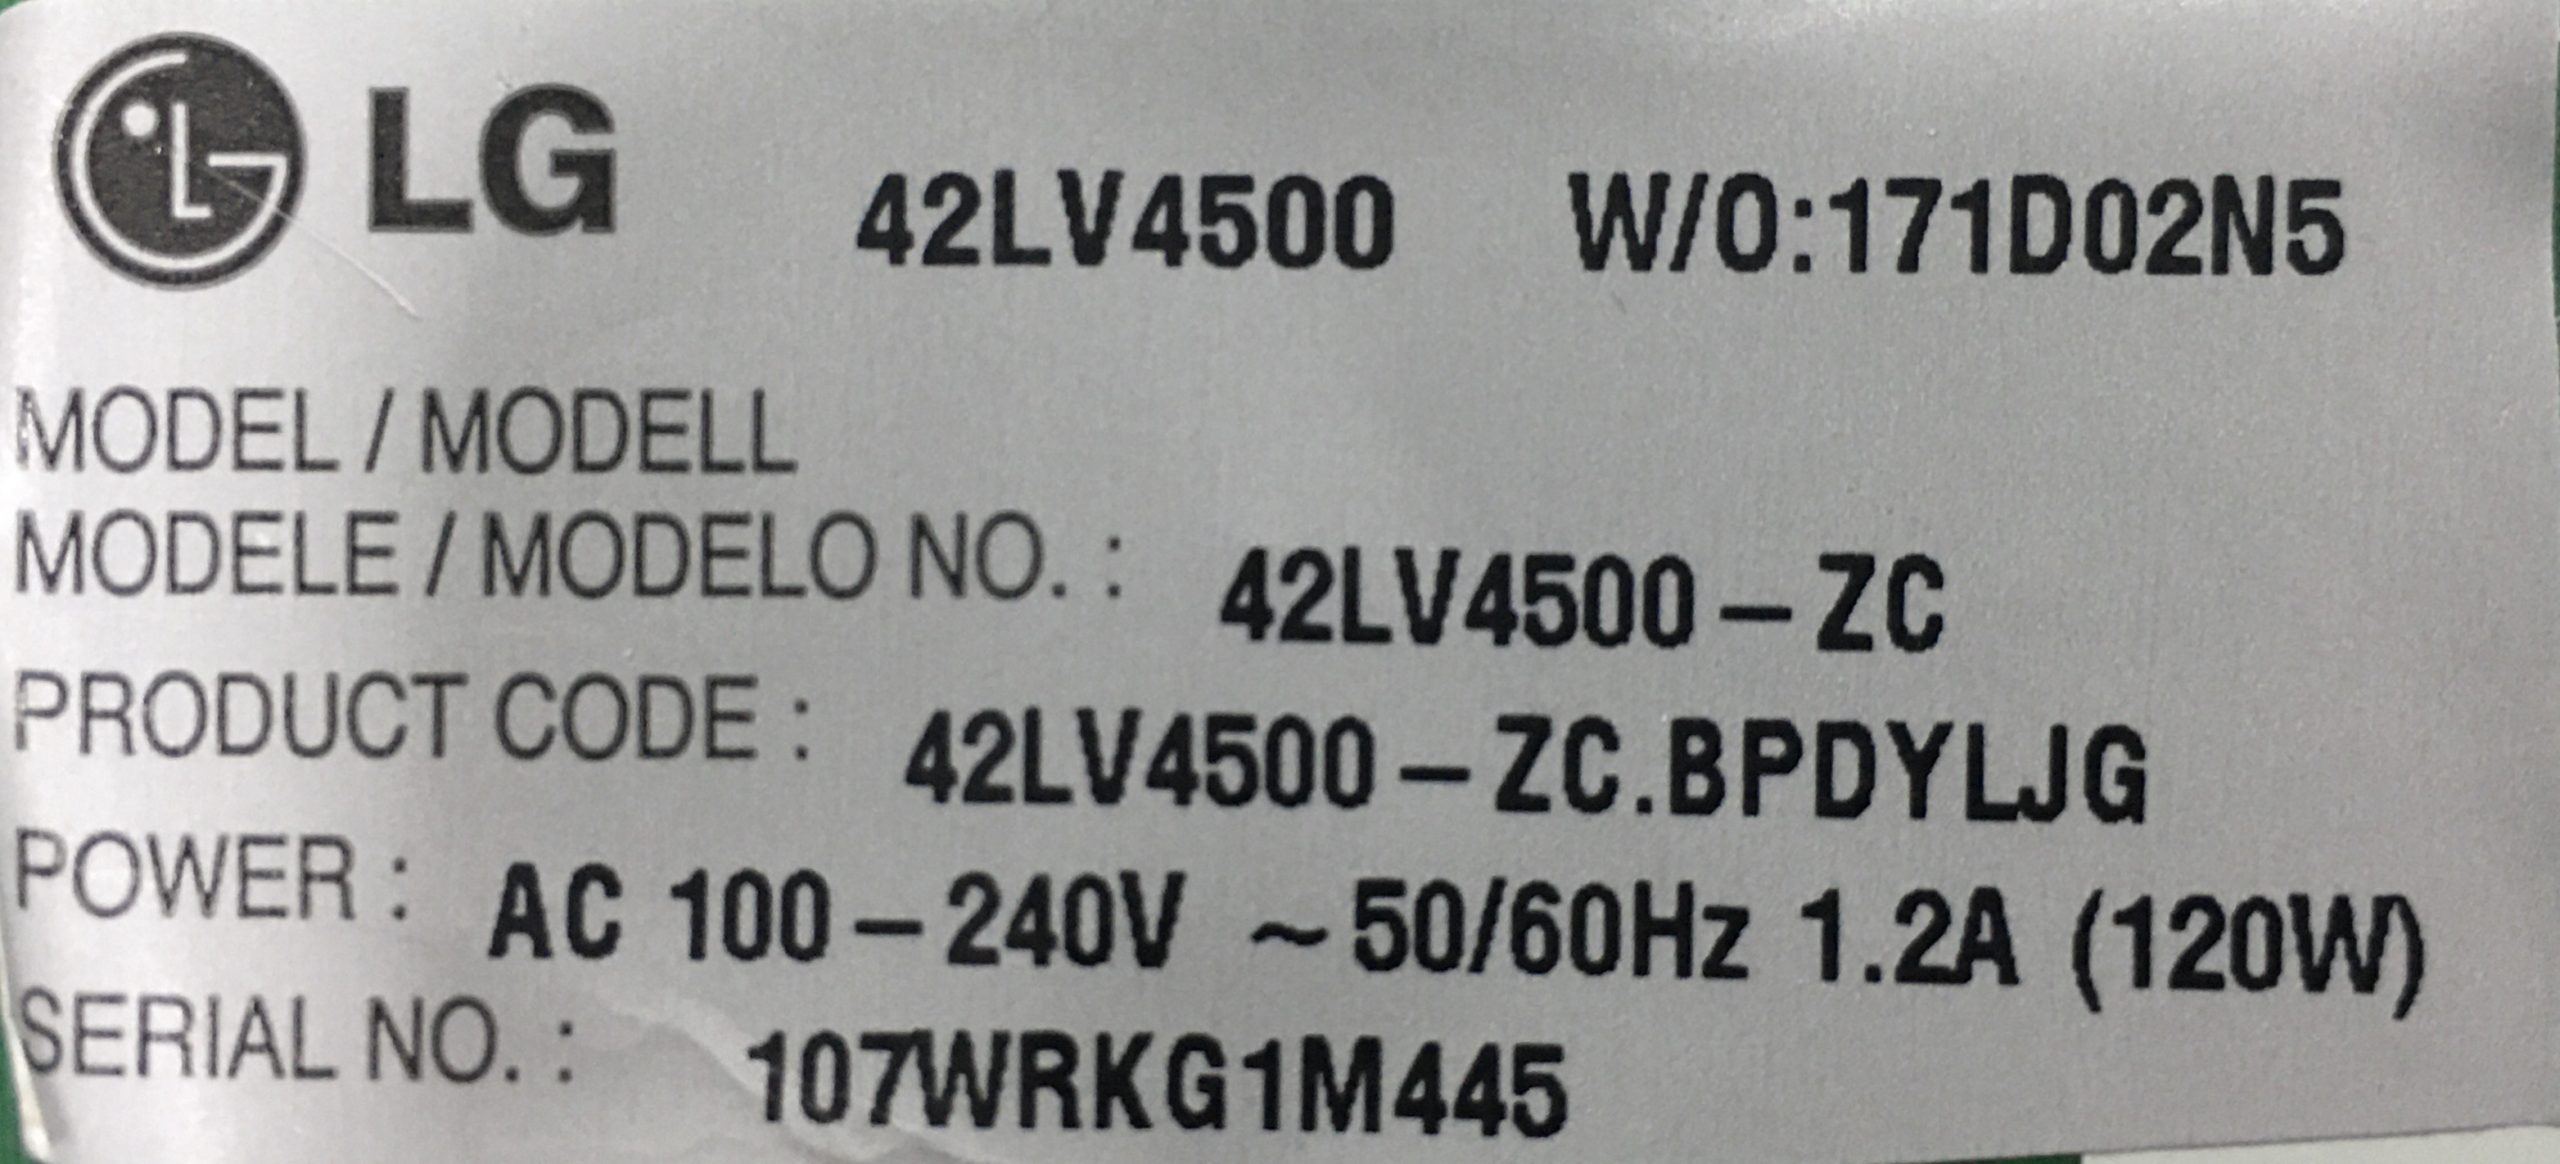 LG 42LV4500 W/O:171D02N5
MODEL / MODELL
MODELE / MODELO NO. : 42LV4500-ZC
PRODUCT CODE : 42LV4500-ZC.BPDYLJG
POWER : AC 100-240V ~50/60Hz 1.2A (120W)
SERIAL NO. : 107WRKG1M445